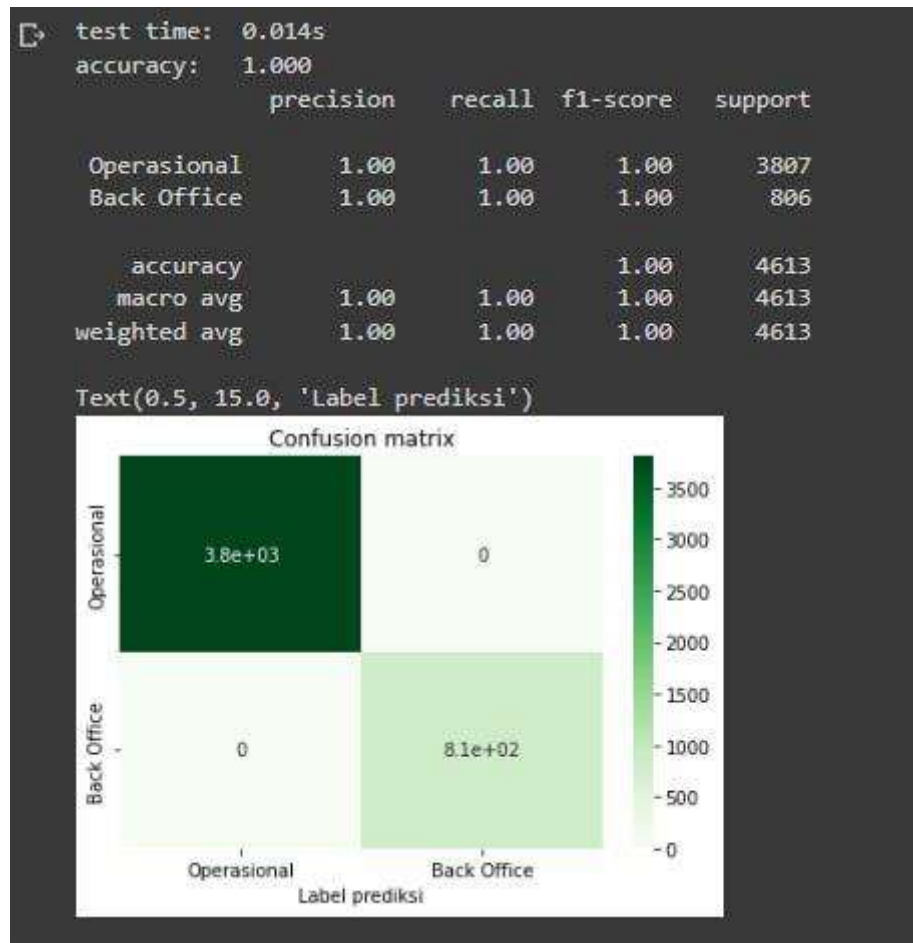 test time: 0.014s
accuracy: 1.000
precision recall f1-score support
Operasional 1.00 1.00 1.00 3807
Back Office 1.00 1.00 1.00 806
accuracy 1.00 4613
macro avg 1.00 1.00 1.00 4613
weighted avg 1.00 1.00 1.00 4613
Text(0.5, 15.0, 'Label prediksi')
Confusion matrix
Operasional
3.8e+03 0
Back Office
0 8.1e+02
Operasional Back Office
Label prediksi
3500
3000
2500
2000
1500
1000
500
0